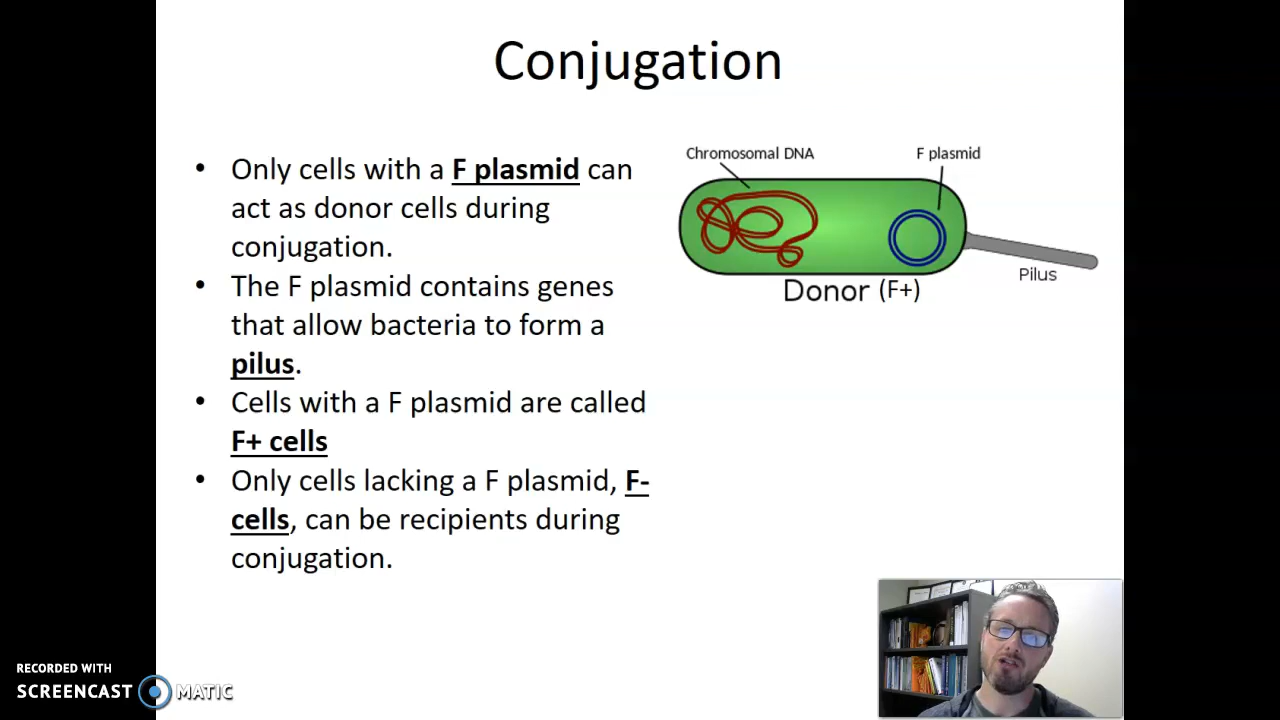 Conjugation
• Only cells with a F plasmid can
act as donor cells during
conjugation.
• The F plasmid contains genes
that allow bacteria to form a
pilus.
• Cells with a F plasmid are called
F+ cells
• Only cells lacking a F plasmid, F-
cells, can be recipients during
conjugation.
Chromosomal DNA
F plasmid
Pilus
Donor (F+)
RECORDED WITH
SCREENCAST MATIC